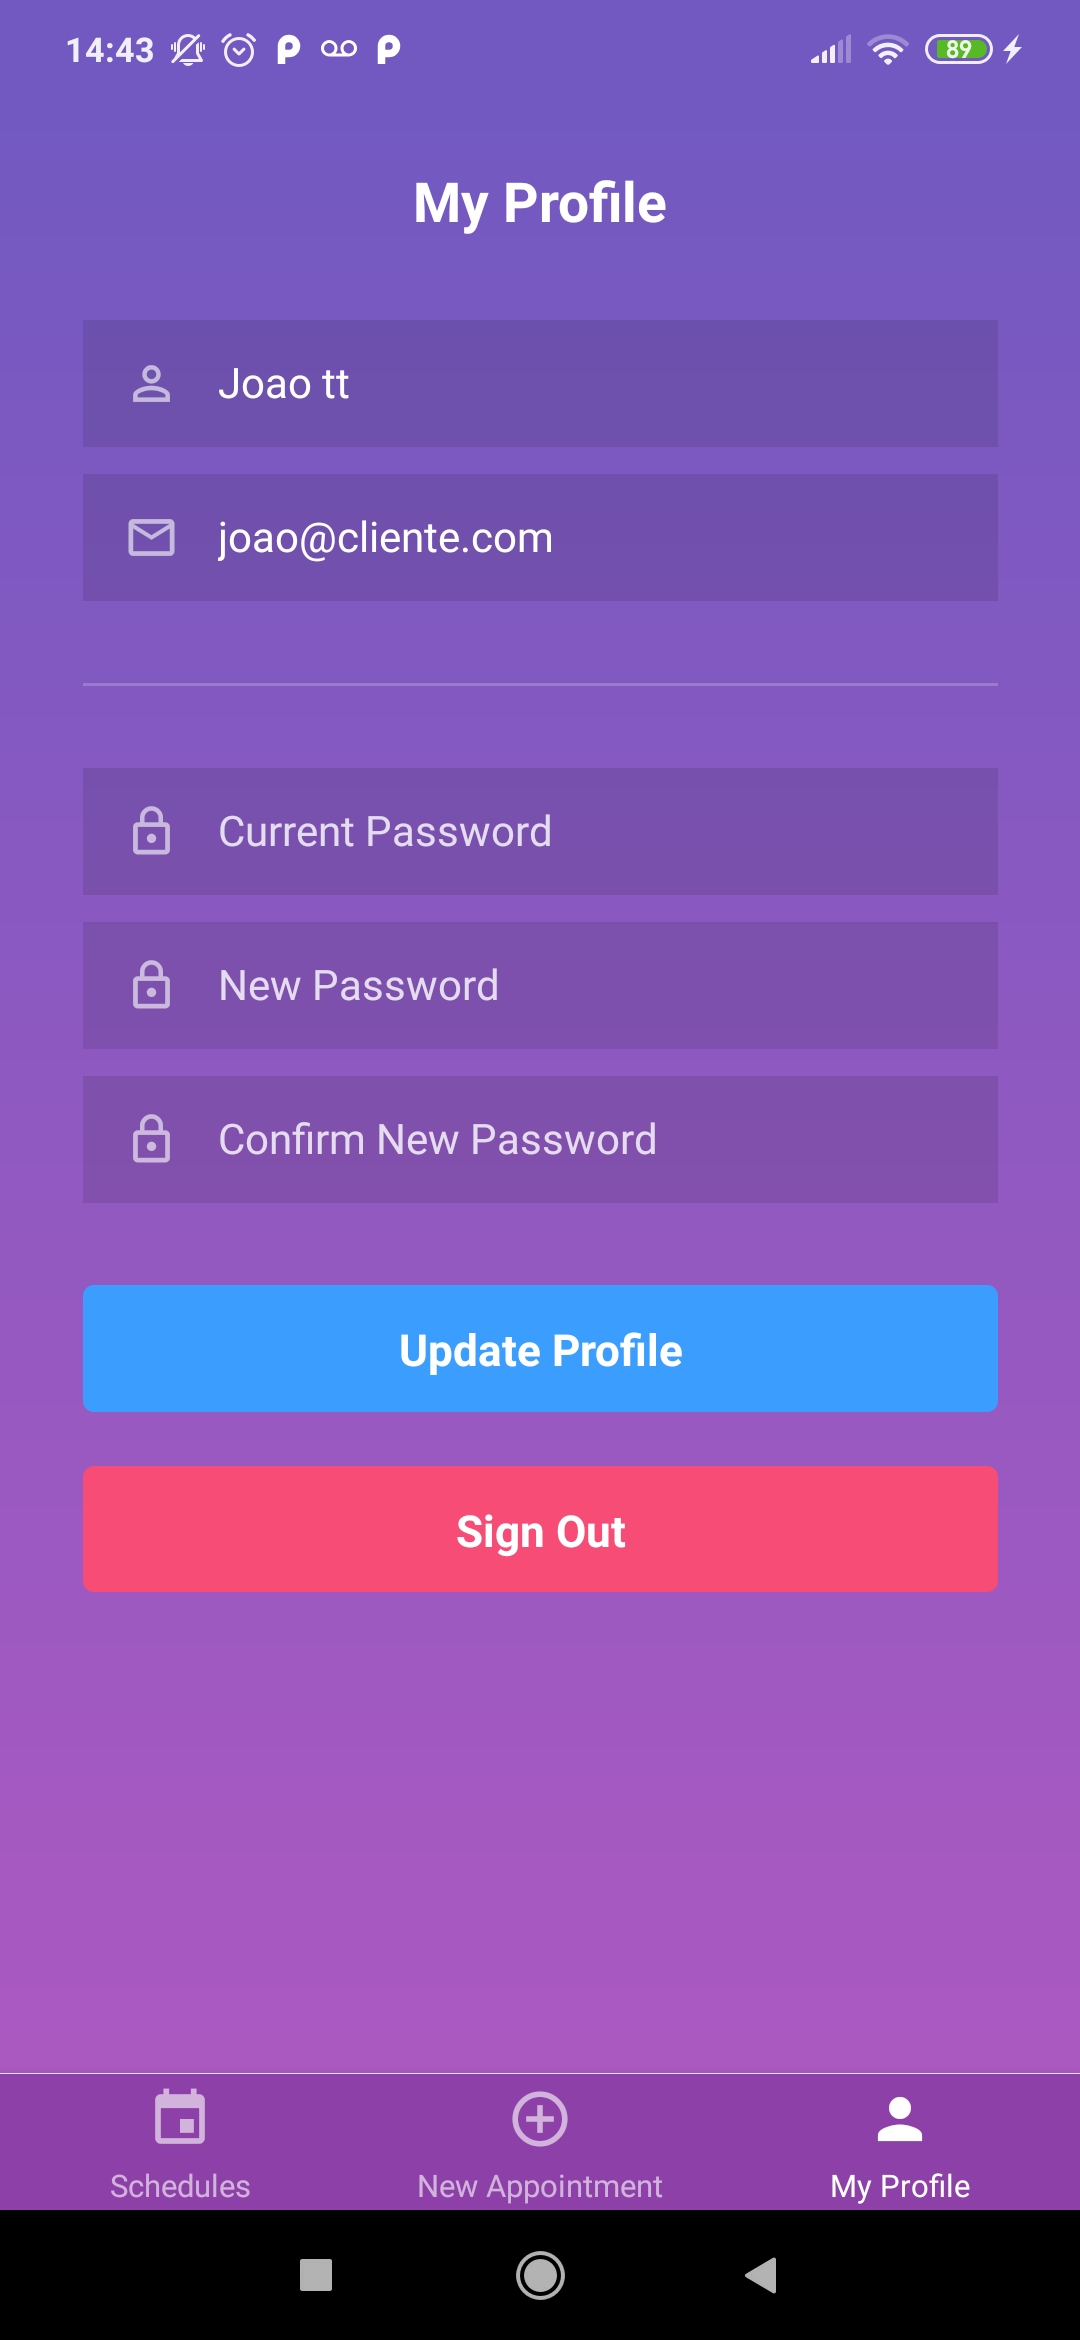 14:43
89
My Profile
Joao tt
joao@cliente.com
Current Password
New Password
Confirm New Password
Update Profile
Sign Out
Schedules
New Appointment
My Profile